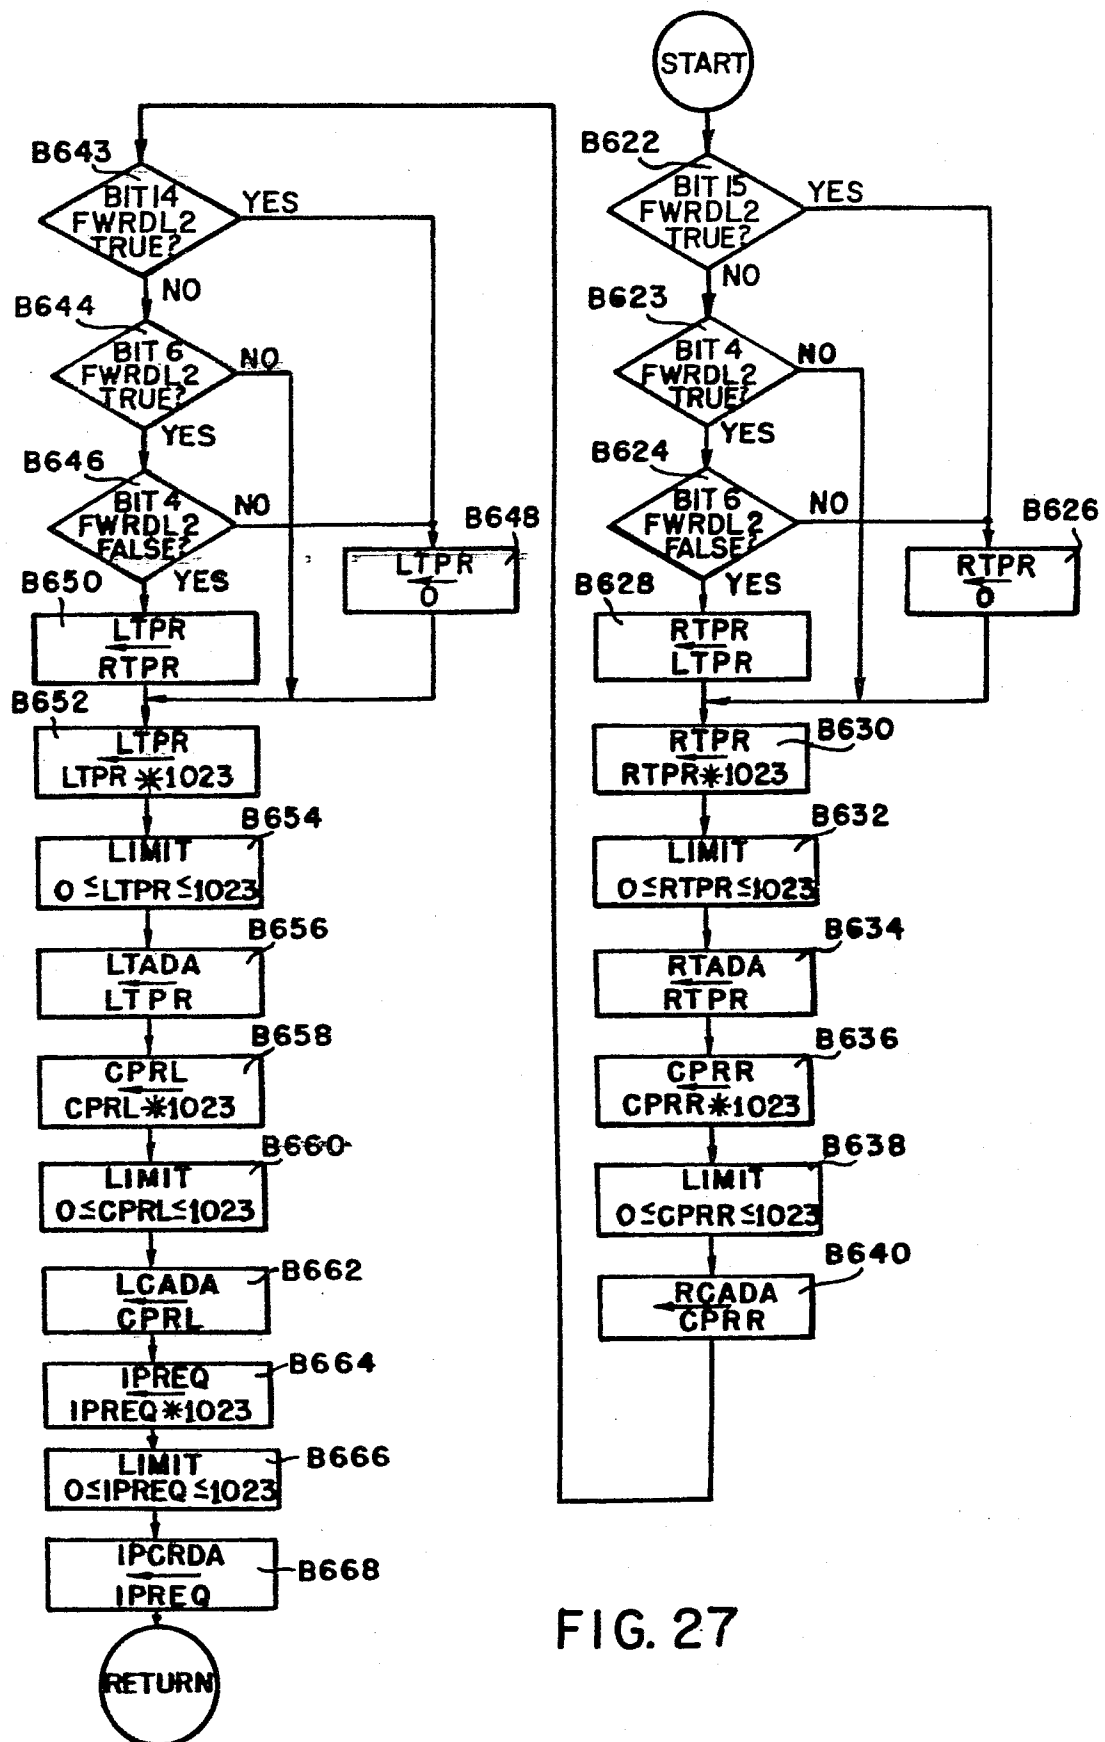 START
B622
BIT 15
FWRDL2
TRUE?
YES
NO
B623
BIT 4
FWRDL2
TRUE?
NO
YES
B624
BIT 6
FWRDL2
FALSE?
NO
YES
B626
RTPR
←
0
B628
RTPR
←
LTPR
B630
RTPR
←
RTPR*1023
B632
LIMIT
0≤RTPR≤1023
B634
RTADA
←
RTPR
B636
CPRR
←
CPRR*1023
B638
LIMIT
0≤CPRR≤1023
B640
RCADA
←
CPRR
B643
BIT 14
FWRDL2
TRUE?
YES
NO
B644
BIT 6
FWRDL2
TRUE?
NO
YES
B646
BIT 4
FWRDL2
FALSE?
NO
YES
B648
LTPR
←
0
B650
LTPR
←
RTPR
B652
LTPR
←
LTPR*1023
B654
LIMIT
0≤LTPR≤1023
B656
LTADA
←
LTPR
B658
CPRL
←
CPRL*1023
B660
LIMIT
0≤CPRL≤1023
B662
LCADA
←
CPRL
B664
IPREQ
←
IPREQ*1023
B666
LIMIT
0≤IPREQ≤1023
B668
IPCRDA
←
IPREQ
RETURN
FIG. 27